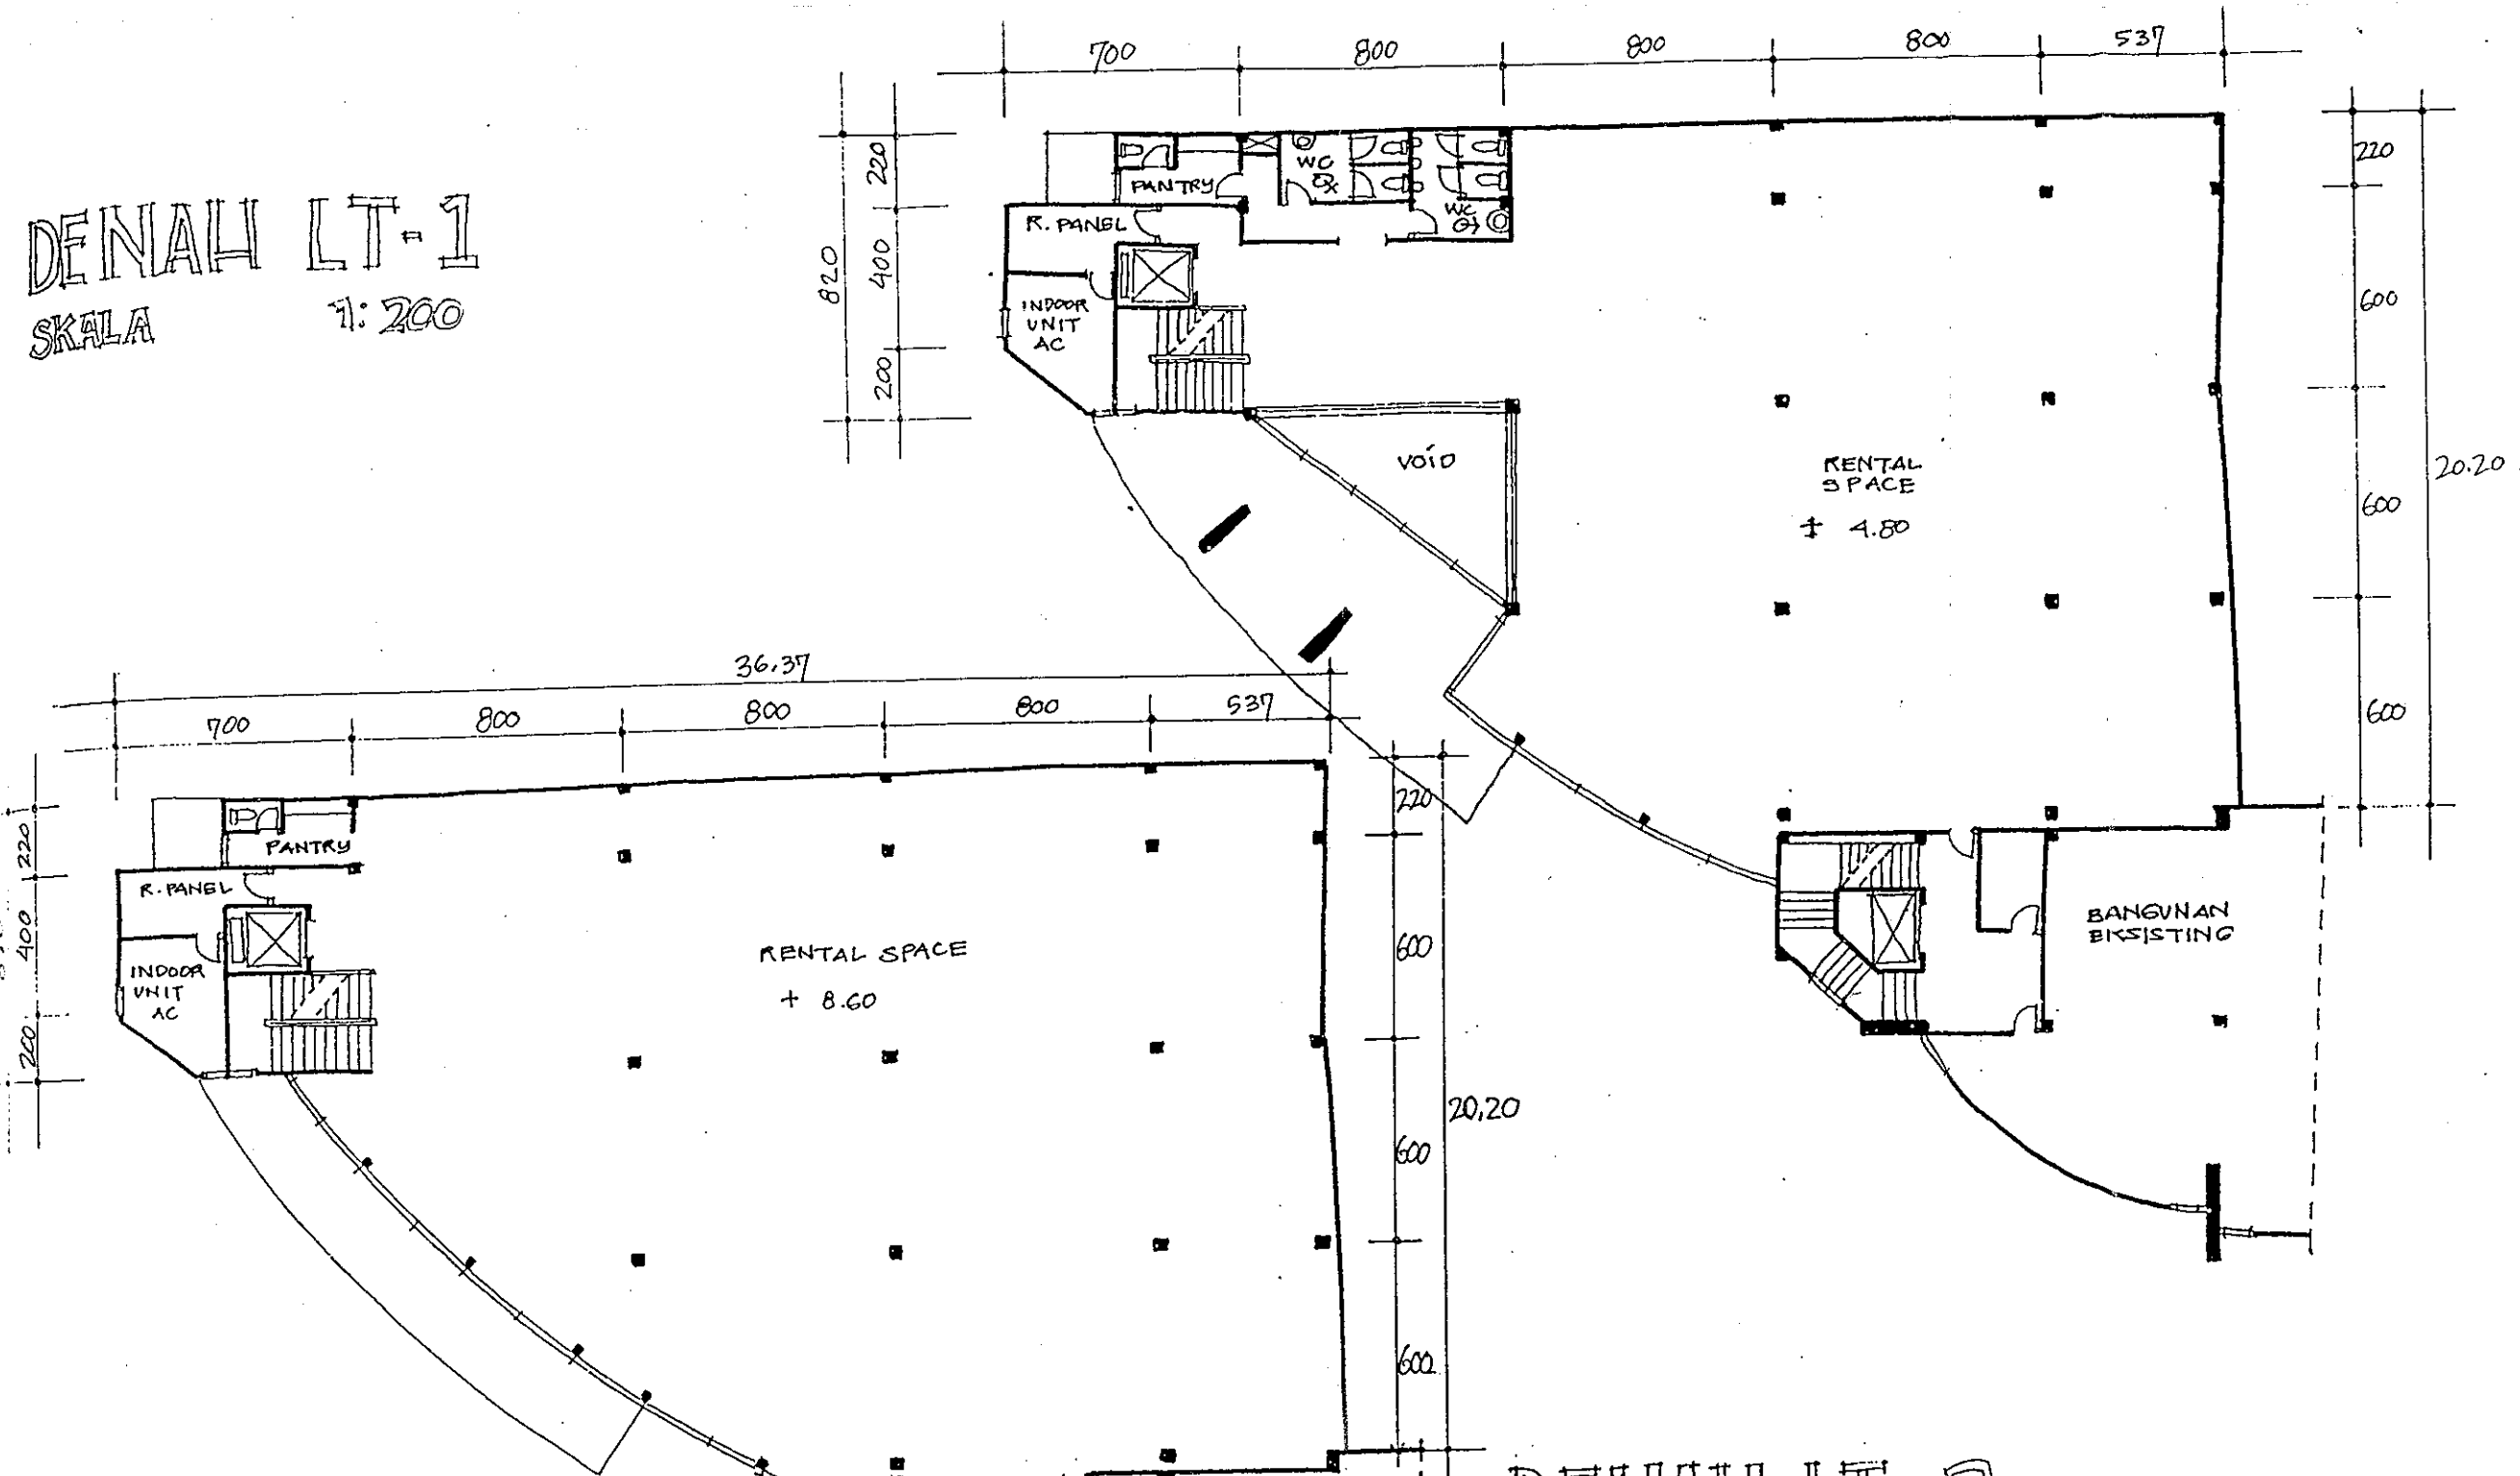 DENAH LT-1
SKALA 1:200
700 800 800 800 537
220
400
200
820
PANTRY
WC
WC
R. PANEL
INDOOR
UNIT
AC
VOID
RENTAL
SPACE
± 4.80
220
600
600
600
20.20
BANGUNAN
EKSISTING
36.37
700 800 800 800 537
220
400
200
PANTRY
R. PANEL
INDOOR
UNIT
AC
RENTAL SPACE
+ 8.60
220
600
600
600
20,20